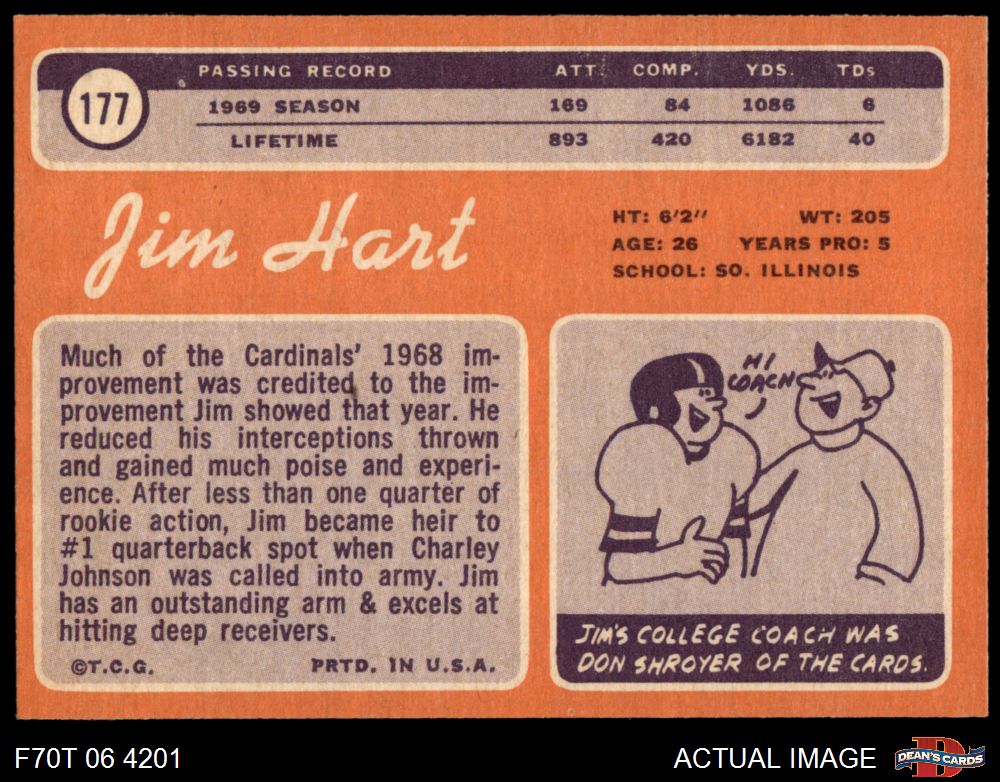 177
PASSING RECORD ATT. COMP. YDS. TDs
1969 SEASON 169 84 1086 6
LIFETIME 893 420 6182 40
Jim Hart
HT: 6'2" WT: 205
AGE: 26 YEARS PRO: 5
SCHOOL: SO. ILLINOIS
Much of the Cardinals' 1968 im-
provement was credited to the im-
provement Jim showed that year. He
reduced his interceptions thrown
and gained much poise and experi-
ence. After less than one quarter of
rookie action, Jim became heir to
#1 quarterback spot when Charley
Johnson was called into army. Jim
has an outstanding arm & excels at
hitting deep receivers.
©T.C.G. PRTD. IN U.S.A.
HI
COACH
JIM'S COLLEGE COACH WAS
DON SHROYER OF THE CARDS.
F70T 06 4201
ACTUAL IMAGE
D
DEAN'S CARDS